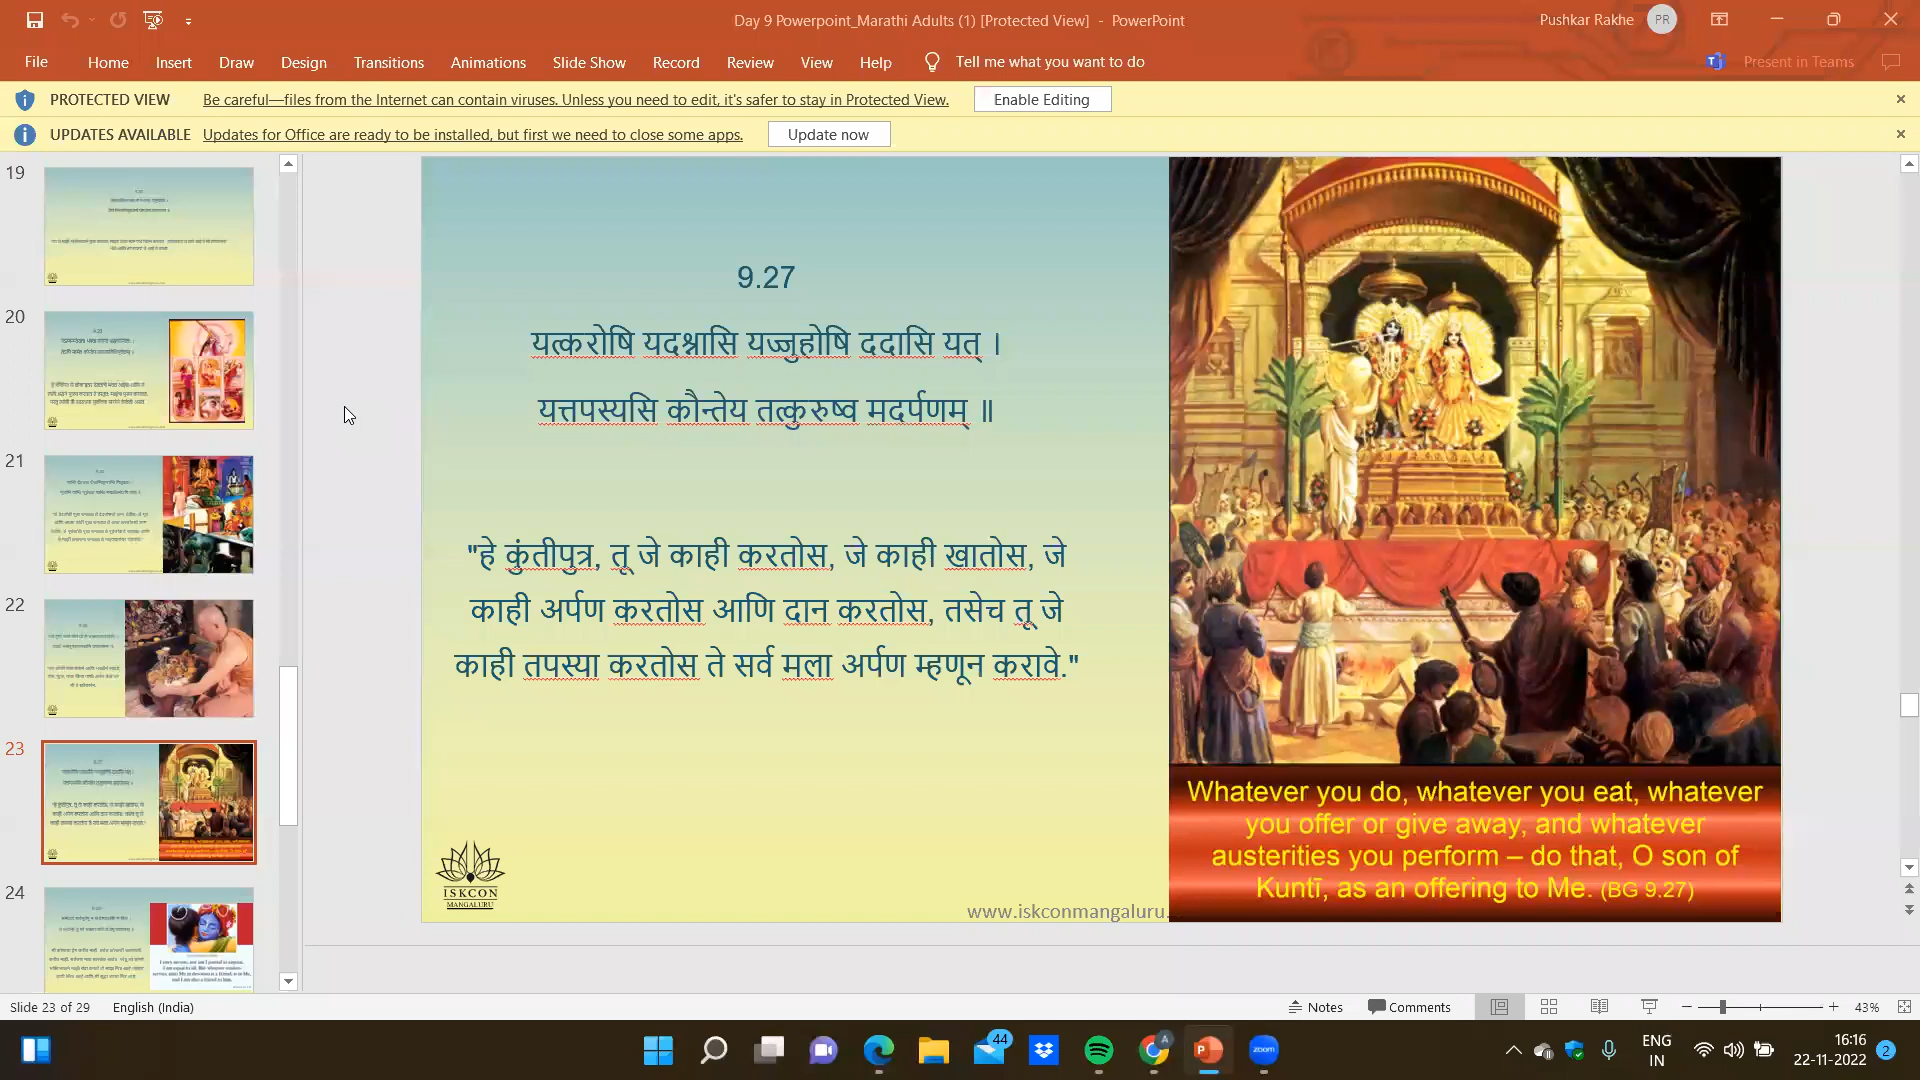 Day 9 Powerpoint_Marathi Adults (1) [Protected View] - PowerPoint
Pushkar Rakhe
PR
File
Home
Insert
Draw
Design
Transitions
Animations
Slide Show
Record
Review
View
Help
Tell me what you want to do
Present in Teams
PROTECTED VIEW
Be careful—files from the Internet can contain viruses. Unless you need to edit, it's safer to stay in Protected View.
Enable Editing
UPDATES AVAILABLE
Updates for Office are ready to be installed, but first we need to close some apps.
Update now
19
20
21
22
23
24
9.27
यत्करोषि यदश्नासि यज्जुहोषि ददासि यत् ।
यत्तपस्यसि कौन्तेय तत्कुरुष्व मदर्पणम् ॥
"हे कुंतीपुत्र, तू जे काही करतोस, जे काही खातोस, जे
काही अर्पण करतोस आणि दान करतोस, तसेच तू जे
काही तपस्या करतोस ते सर्व मला अर्पण म्हणून करावे."
ISKCON
MANGALURU
www.iskconmangaluru.
Whatever you do, whatever you eat, whatever
you offer or give away, and whatever
austerities you perform – do that, O son of
Kuntī, as an offering to Me. (BG 9.27)
Slide 23 of 29
English (India)
Notes
Comments
43%
44
zoom
A
ENG
IN
16:16
22-11-2022
2